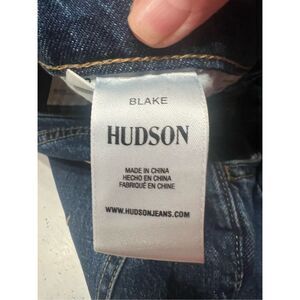 BLAKE
HUDSON
MADE IN CHINA
HECHO EN CHINA
FABRIQUÉ EN CHINE
WWW.HUDSONJEANS.COM